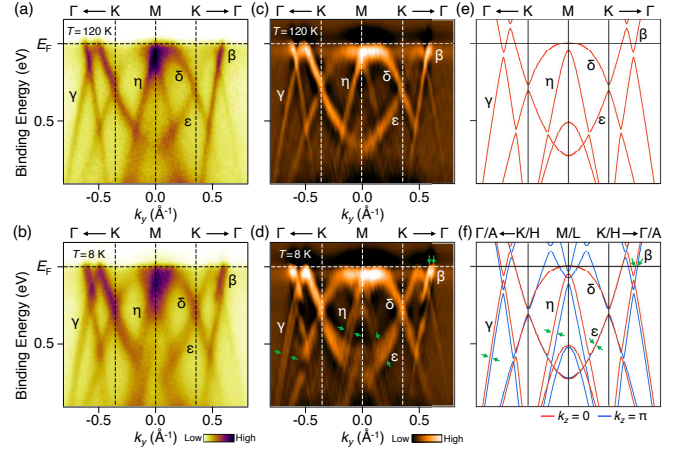 (a) Γ ← K M K → Γ
(c) Γ ← K M K → Γ
(e) Γ ← K M K → Γ
T = 120 K
T = 120 K
E_F
β β β
γ η δ ε
η δ ε
γ η δ ε
Binding Energy (eV)
0.5
-0.5 0.0 0.5
-0.5 0.0 0.5
k_y (Å⁻¹)
k_y (Å⁻¹)
(b) Γ ← K M K → Γ
(d) Γ ← K M K → Γ
(f) Γ/A ← K/H M/L K/H → Γ/A
T = 8 K
T = 8 K
E_F
β β β
γ η δ ε
η δ ε
γ η δ ε
Binding Energy (eV)
0.5
-0.5 0.0 0.5
-0.5 0.0 0.5
k_y (Å⁻¹)
Low High
k_y (Å⁻¹)
Low High
k_z = 0 k_z = π